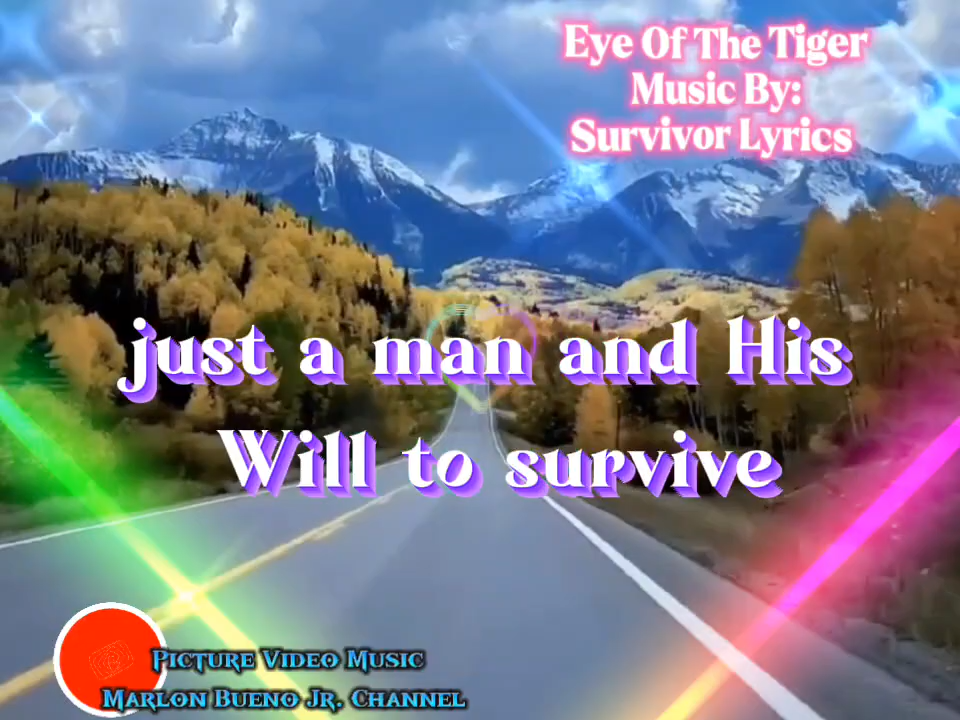 Eye Of The Tiger
Music By:
Survivor Lyrics
just a man and His
Will to survive
Picture Video Music
Marlon Bueno Jr. Channel